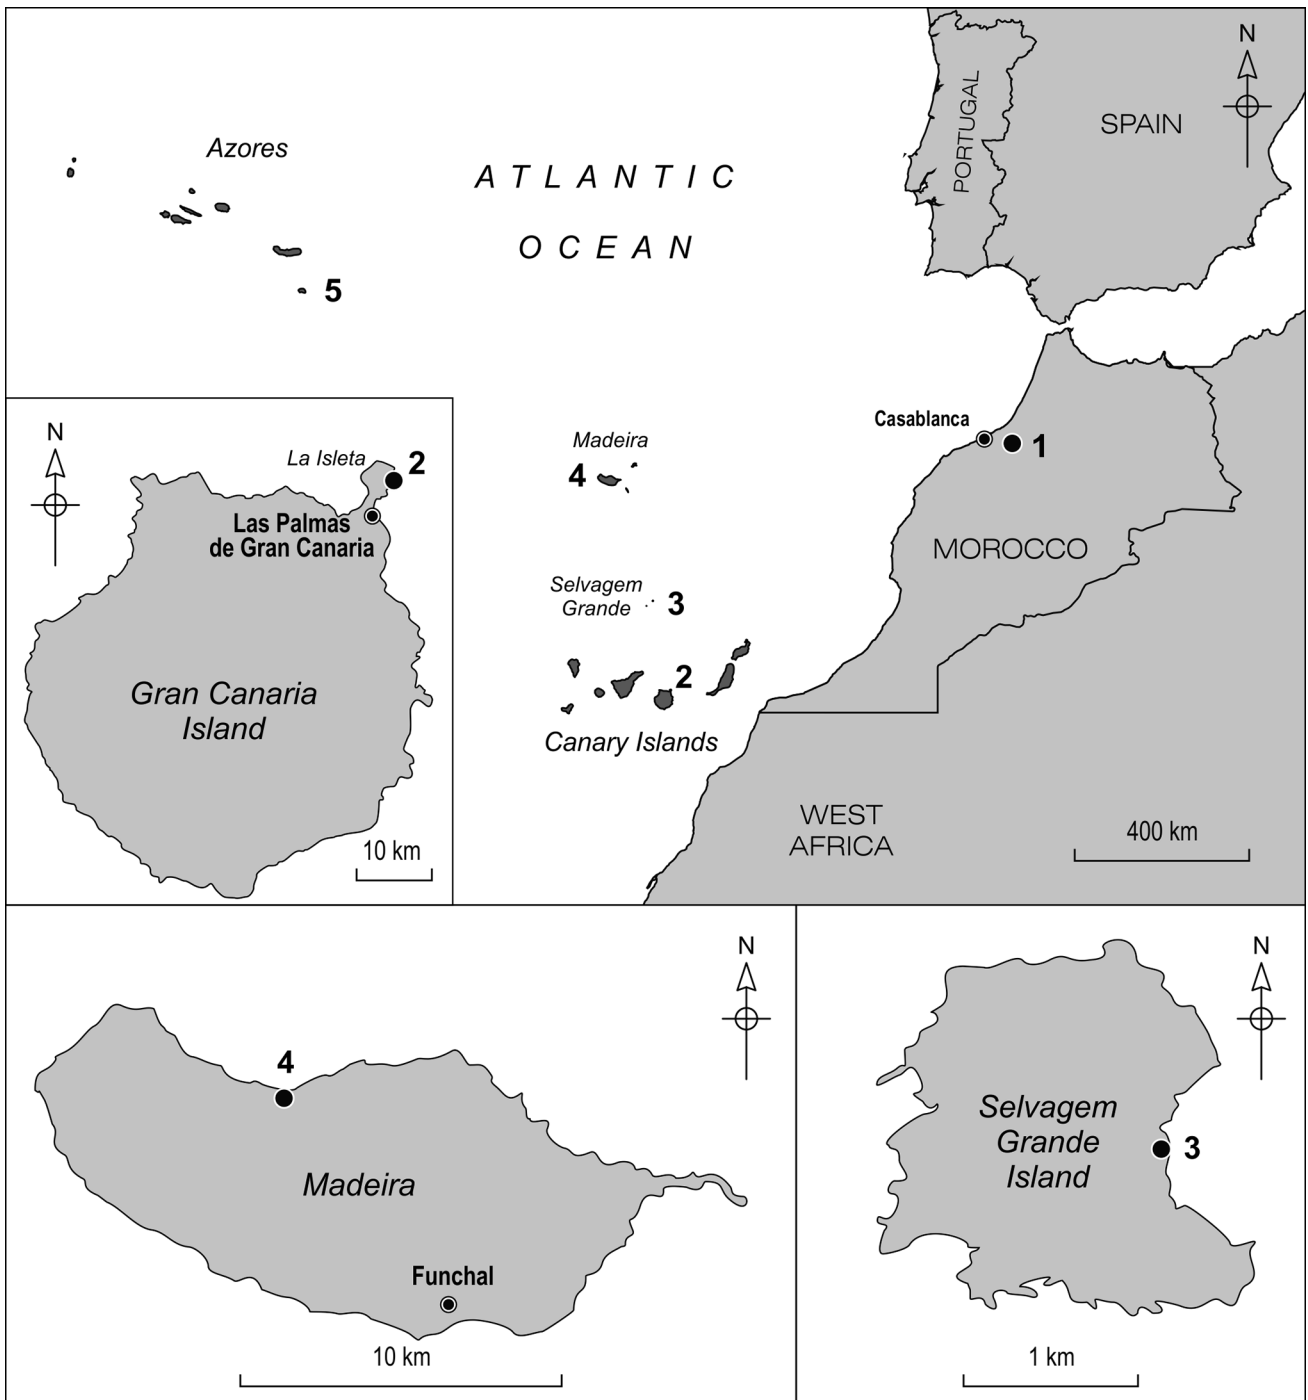 N
Azores
ATLANTIC
OCEAN
PORTUGAL
SPAIN
5
Casablanca
1
Madeira
4
MOROCCO
Selvagem
Grande
3
2
Canary Islands
WEST
AFRICA
400 km
N
La Isleta
2
Las Palmas
de Gran Canaria
Gran Canaria
Island
10 km
N
4
Madeira
Funchal
10 km
N
Selvagem
Grande
Island
3
1 km